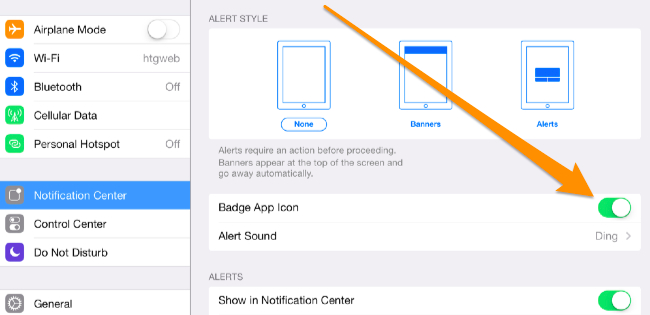 Airplane Mode
Wi-Fi htgweb
Bluetooth Off
Cellular Data
Personal Hotspot Off
Notification Center
Control Center
Do Not Disturb
General
ALERT STYLE
None Banners Alerts
Alerts require an action before proceeding.
Banners appear at the top of the screen and
go away automatically.
Badge App Icon
Alert Sound Ding
ALERTS
Show in Notification Center